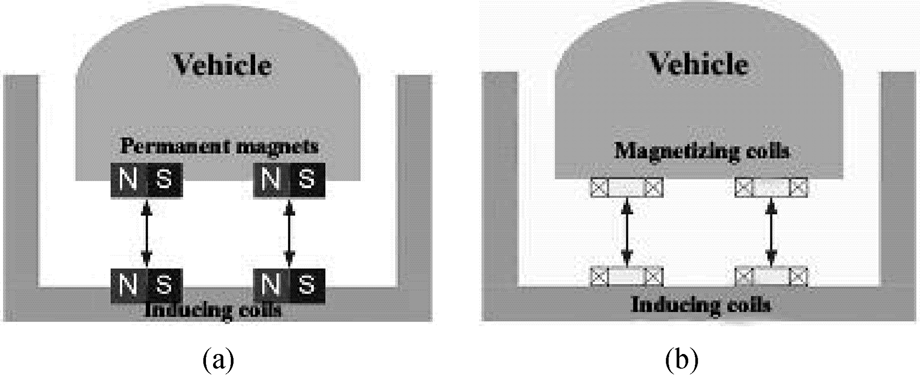 Vehicle
Permanent magnets
N S N S
N S N S
Inducing coils
(a)
Vehicle
Magnetizing coils
Inducing coils
(b)